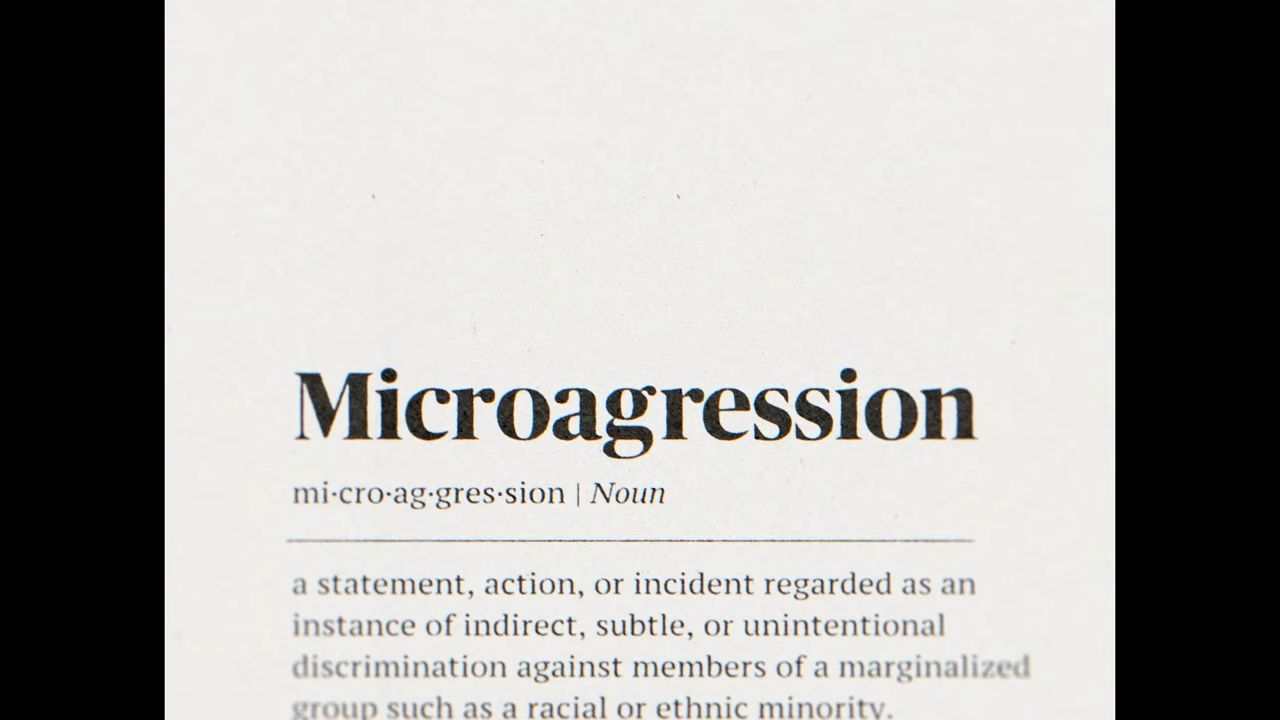 Microagression
mi·cro·ag·gres·sion | Noun
a statement, action, or incident regarded as an
instance of indirect, subtle, or unintentional
discrimination against members of a marginalized
group such as a racial or ethnic minority.